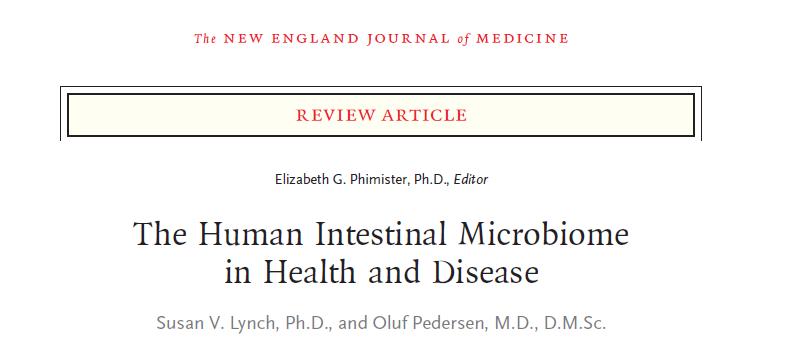 The NEW ENGLAND JOURNAL of MEDICINE
REVIEW ARTICLE
Elizabeth G. Phimister, Ph.D., Editor
The Human Intestinal Microbiome
in Health and Disease
Susan V. Lynch, Ph.D., and Oluf Pedersen, M.D., D.M.Sc.